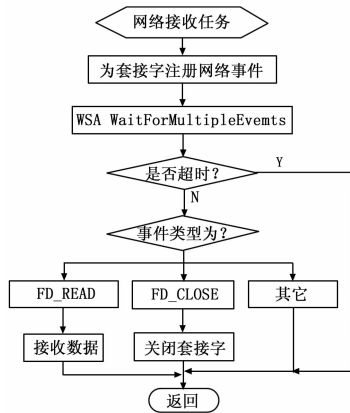 网络接收任务
为套接字注册网络事件
WSA WaitForMultipleEvemts
是否超时?
Y
N
事件类型为?
FD_READ
FD_CLOSE
其它
接收数据
关闭套接字
返回